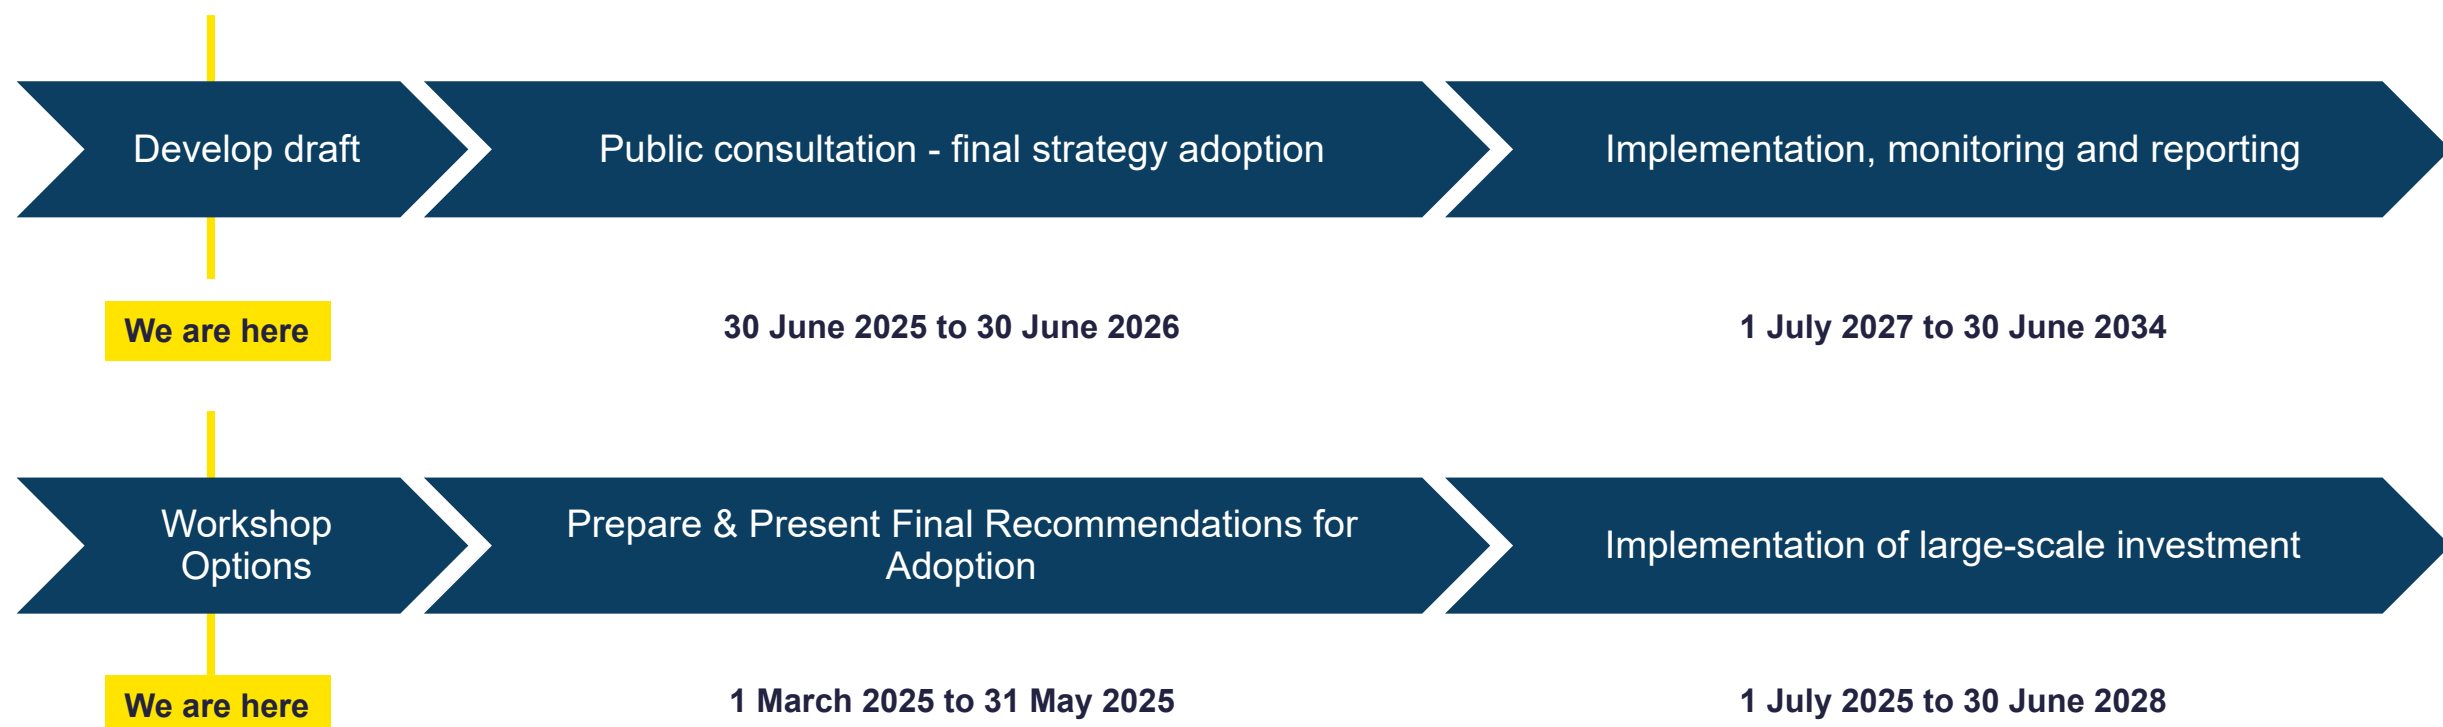 Develop draft
Public consultation - final strategy adoption
Implementation, monitoring and reporting
We are here
30 June 2025 to 30 June 2026
1 July 2027 to 30 June 2034
Workshop
Options
Prepare & Present Final Recommendations for
Adoption
Implementation of large-scale investment
We are here
1 March 2025 to 31 May 2025
1 July 2025 to 30 June 2028